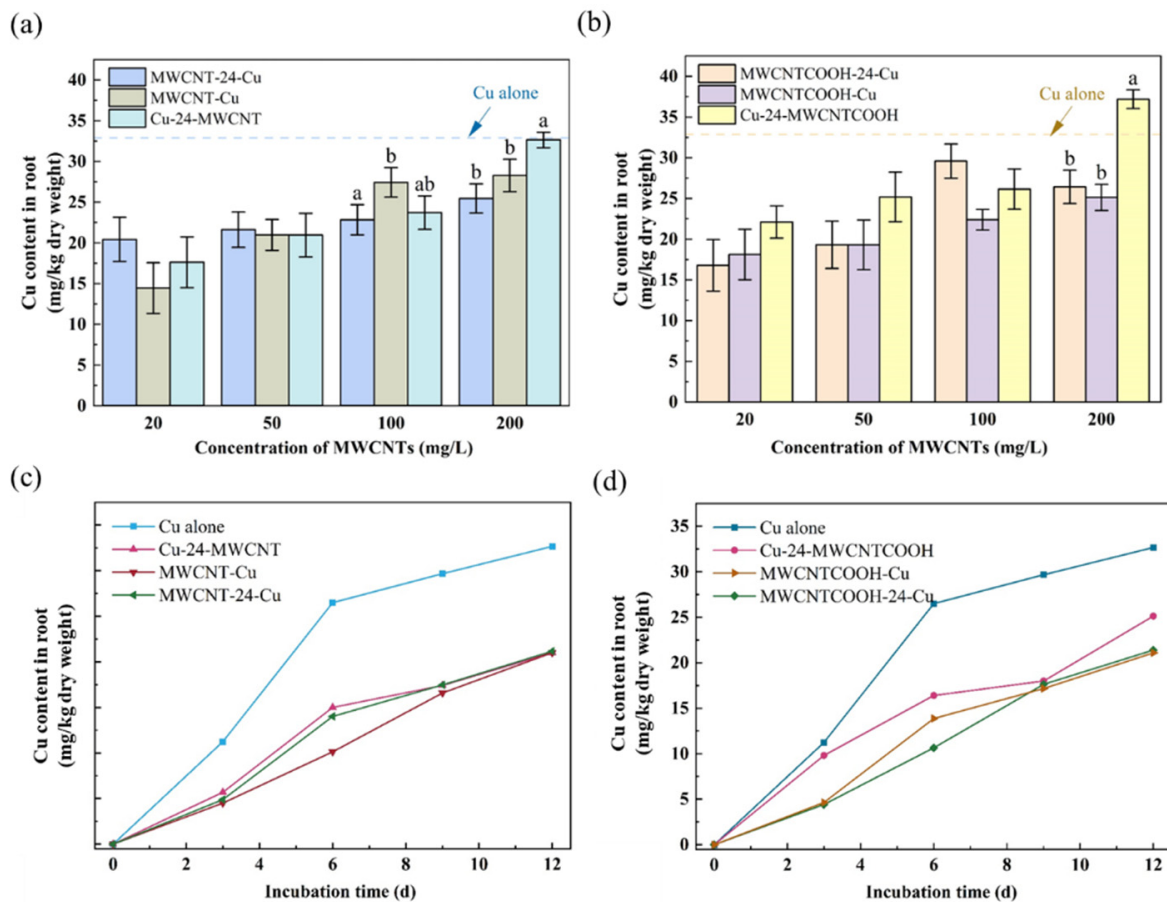 (a)
MWCNT-24-Cu
MWCNT-Cu
Cu-24-MWCNT
Cu alone
a
b
ab
b
b
a
40
35
30
25
20
15
10
5
0
Cu content in root
(mg/kg dry weight)
20 50 100 200
Concentration of MWCNTs (mg/L)
(b)
MWCNTCOOH-24-Cu
MWCNTCOOH-Cu
Cu-24-MWCNTCOOH
Cu alone
a
b
b
40
35
30
25
20
15
10
5
0
Cu content in root
(mg/kg dry weight)
20 50 100 200
Concentration of MWCNTs (mg/L)
(c)
Cu alone
Cu-24-MWCNT
MWCNT-Cu
MWCNT-24-Cu
Cu content in root
(mg/kg dry weight)
0 2 4 6 8 10 12
Incubation time (d)
(d)
Cu alone
Cu-24-MWCNTCOOH
MWCNTCOOH-Cu
MWCNTCOOH-24-Cu
35
30
25
20
15
10
5
0
Cu content in root
(mg/kg dry weight)
0 2 4 6 8 10 12
Incubation time (d)